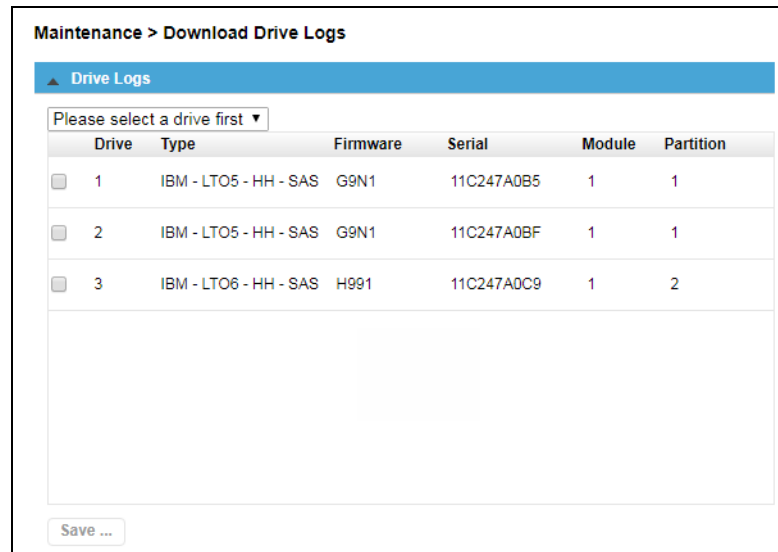 Maintenance > Download Drive Logs
Drive Logs
Please select a drive first
Drive Type Firmware Serial Module Partition
1 IBM - LTO5 - HH - SAS G9N1 11C247A0B5 1 1
2 IBM - LTO5 - HH - SAS G9N1 11C247A0BF 1 1
3 IBM - LTO6 - HH - SAS H991 11C247A0C9 1 2
Save ...